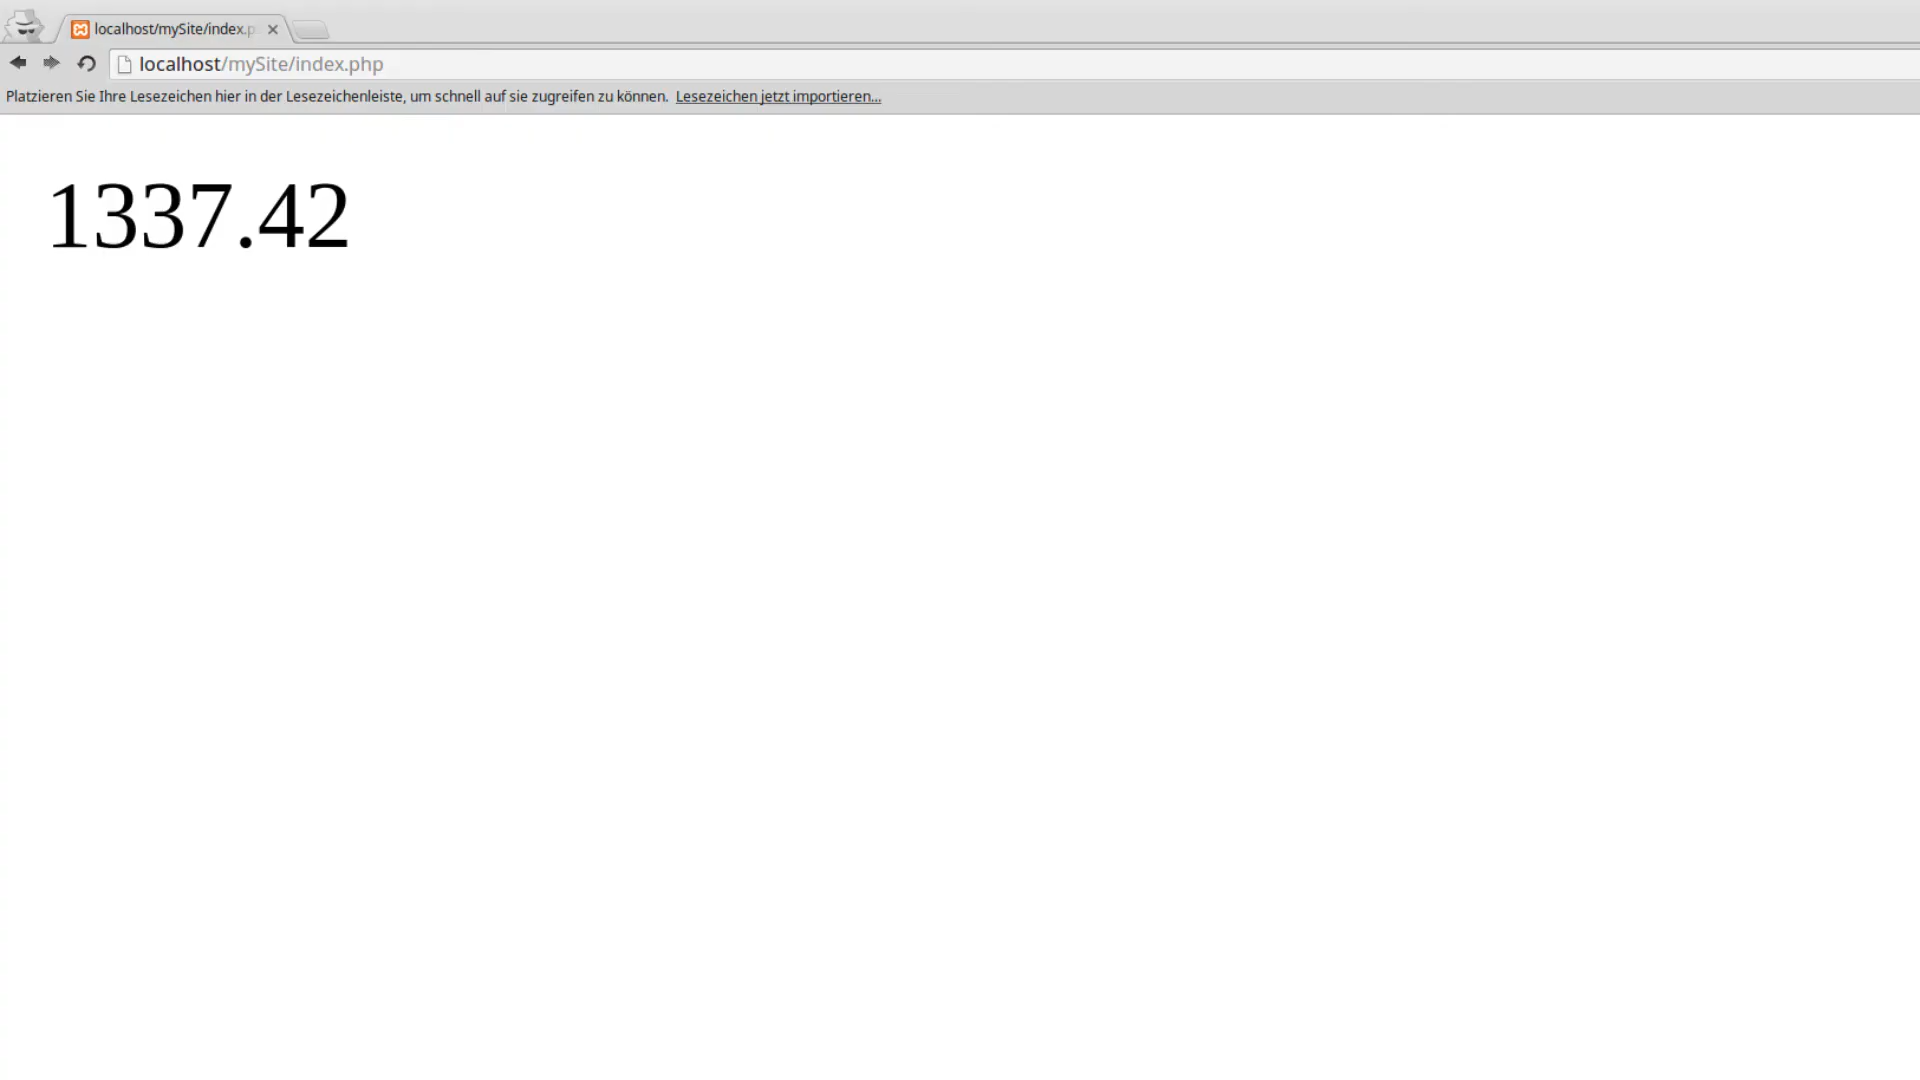 localhost/mySite/index.p
localhost/mySite/index.php
Platzieren Sie Ihre Lesezeichen hier in der Lesezeichenleiste, um schnell auf sie zugreifen zu können. Lesezeichen jetzt importieren...
1337.42